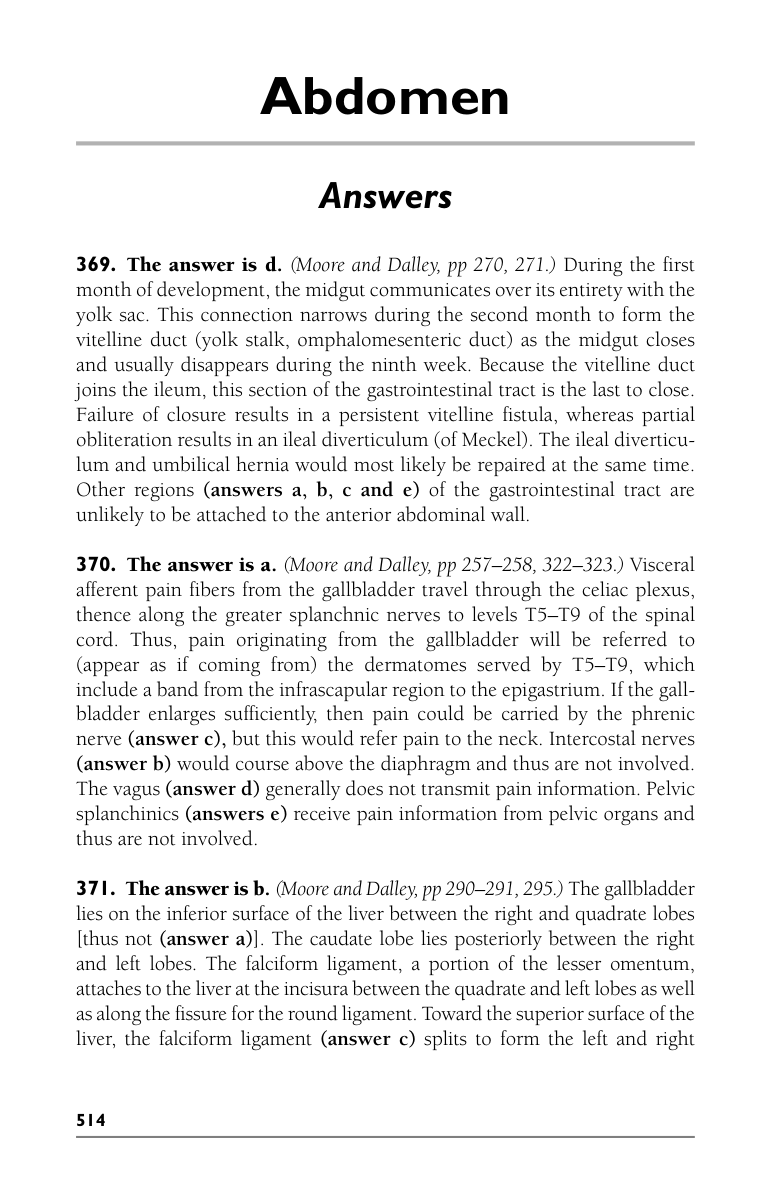 Abdomen
Answers
369. The answer is d. (Moore and Dalley, pp 270, 271.) During the first
month of development, the midgut communicates over its entirety with the
yolk sac. This connection narrows during the second month to form the
vitelline duct (yolk stalk, omphalomesenteric duct) as the midgut closes
and usually disappears during the ninth week. Because the vitelline duct
joins the ileum, this section of the gastrointestinal tract is the last to close.
Failure of closure results in a persistent vitelline fistula, whereas partial
obliteration results in an ileal diverticulum (of Meckel). The ileal diverticu-
lum and umbilical hernia would most likely be repaired at the same time.
Other regions (answers a, b, c and e) of the gastrointestinal tract are
unlikely to be attached to the anterior abdominal wall.
370. The answer is a. (Moore and Dalley, pp 257–258, 322–323.) Visceral
afferent pain fibers from the gallbladder travel through the celiac plexus,
thence along the greater splanchnic nerves to levels T5–T9 of the spinal
cord. Thus, pain originating from the gallbladder will be referred to
(appear as if coming from) the dermatomes served by T5–T9, which
include a band from the infrascapular region to the epigastrium. If the gall-
bladder enlarges sufficiently, then pain could be carried by the phrenic
nerve (answer c), but this would refer pain to the neck. Intercostal nerves
(answer b) would course above the diaphragm and thus are not involved.
The vagus (answer d) generally does not transmit pain information. Pelvic
splanchinics (answers e) receive pain information from pelvic organs and
thus are not involved.
371. The answer is b. (Moore and Dalley, pp 290–291, 295.) The gallbladder
lies on the inferior surface of the liver between the right and quadrate lobes
[thus not (answer a)]. The caudate lobe lies posteriorly between the right
and left lobes. The falciform ligament, a portion of the lesser omentum,
attaches to the liver at the incisura between the quadrate and left lobes as well
as along the fissure for the round ligament. Toward the superior surface of the
liver, the falciform ligament (answer c) splits to form the left and right
514